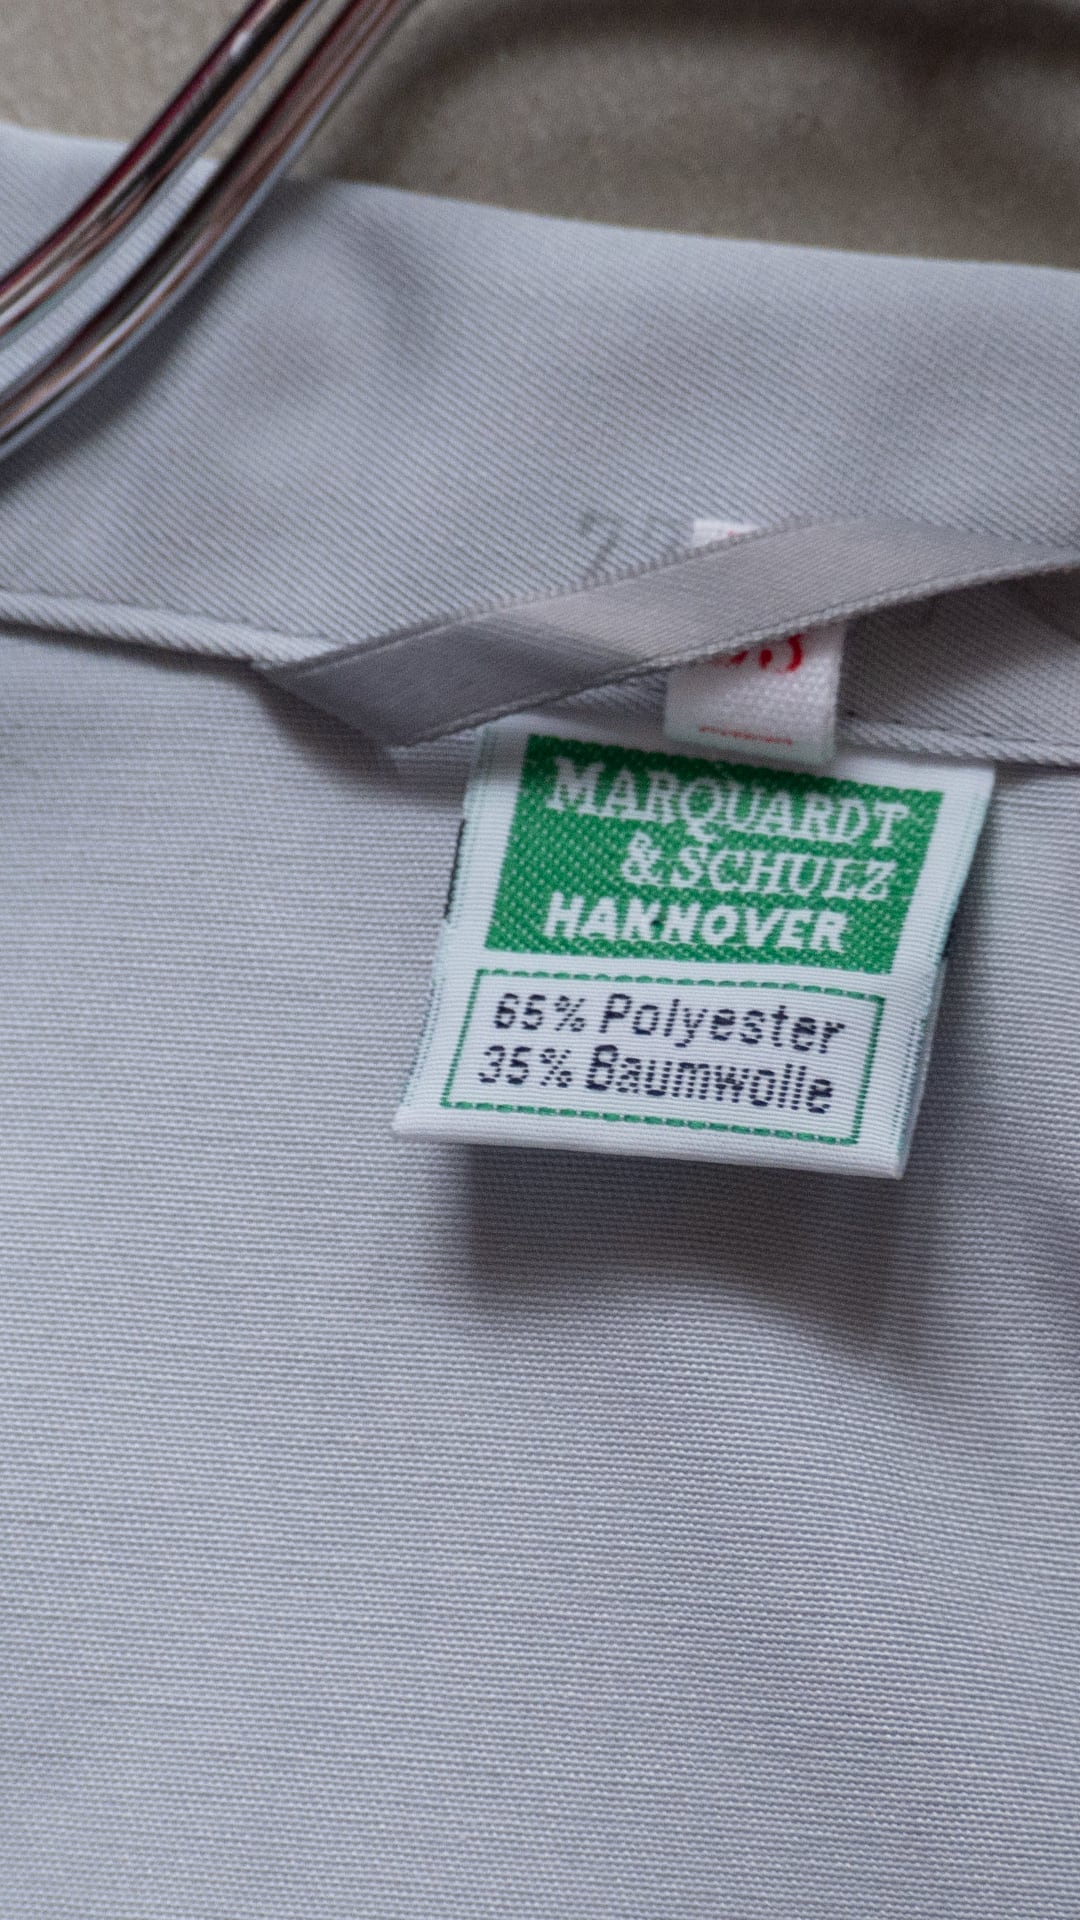 MARQUARDT
& SCHULZ
HANNOVER
65% Polyester
35% Baumwolle